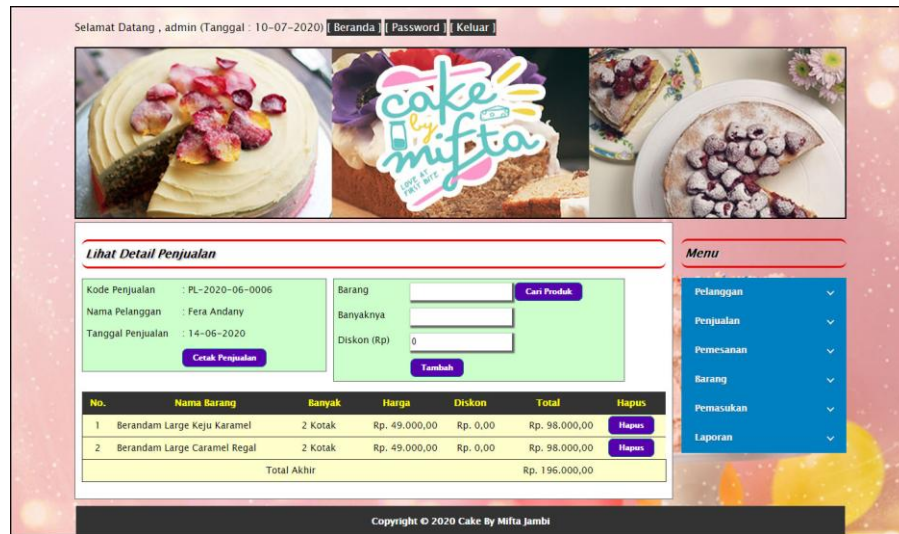 Selamat Datang , admin (Tanggal : 10-07-2020) [ Beranda ] [ Password ] [ Keluar ]
cake
by
mifta
LOVE AT
FIRST BITE
Lihat Detail Penjualan
Kode Penjualan : PL-2020-06-0006
Nama Pelanggan : Fera Andany
Tanggal Penjualan : 14-06-2020
Cetak Penjualan
Barang Cari Produk
Banyaknya
Diskon (Rp) 0
Tambah
No. Nama Barang Banyak Harga Diskon Total Hapus
1 Berandam Large Keju Karamel 2 Kotak Rp. 49.000,00 Rp. 0,00 Rp. 98.000,00 Hapus
2 Berandam Large Caramel Regal 2 Kotak Rp. 49.000,00 Rp. 0,00 Rp. 98.000,00 Hapus
Total Akhir Rp. 196.000,00
Menu
Pelanggan
Penjualan
Pemesanan
Barang
Pemasukan
Laporan
Copyright © 2020 Cake By Mifta Jambi